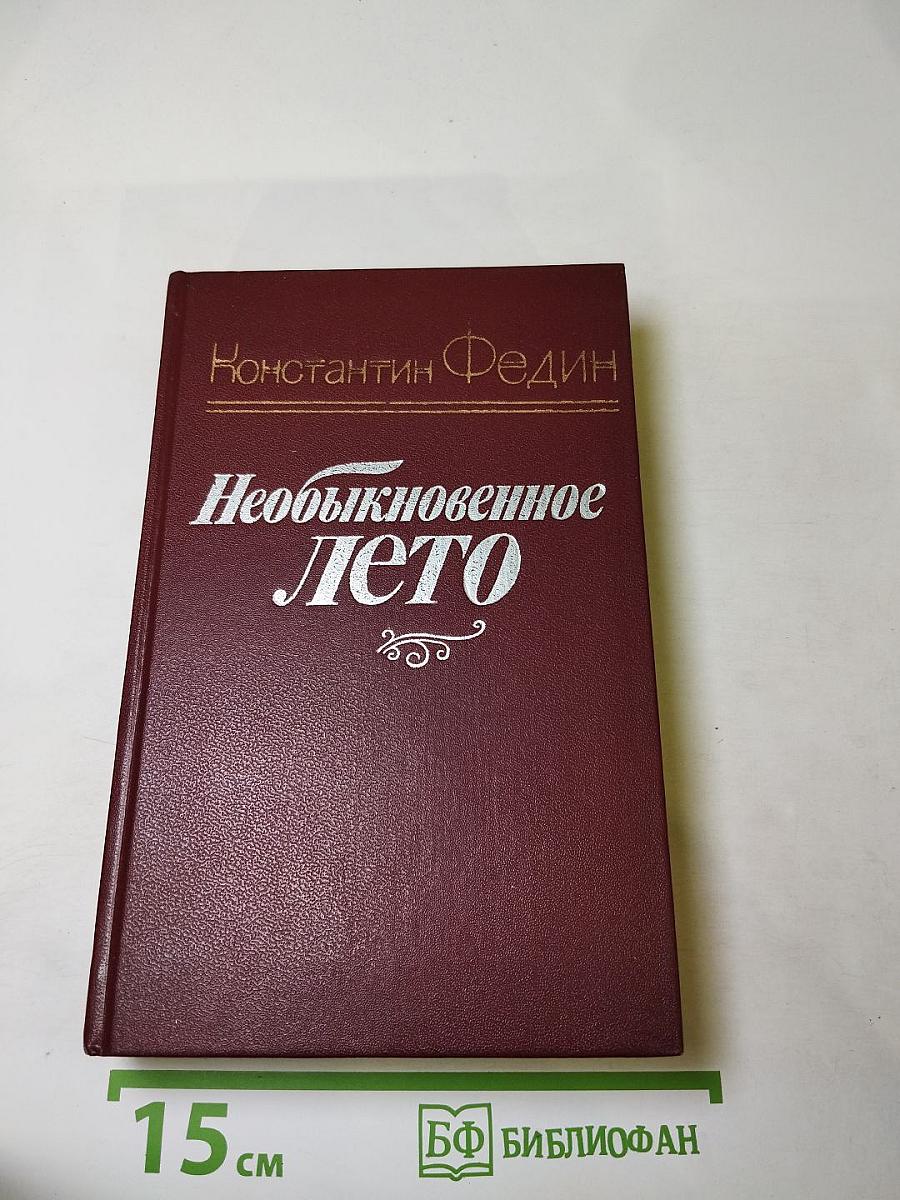 Константин Федин
Необыкновенное
лето
15 см
БФ БИБЛИОФАН